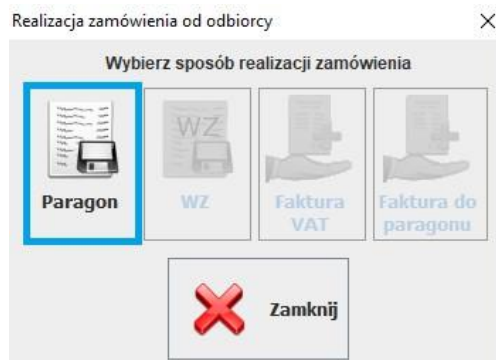 Realizacja zamówienia od odbiorcy
Wybierz sposób realizacji zamówienia
WZ
Paragon
WZ
Faktura
VAT
Faktura do
paragonu
Zamknij